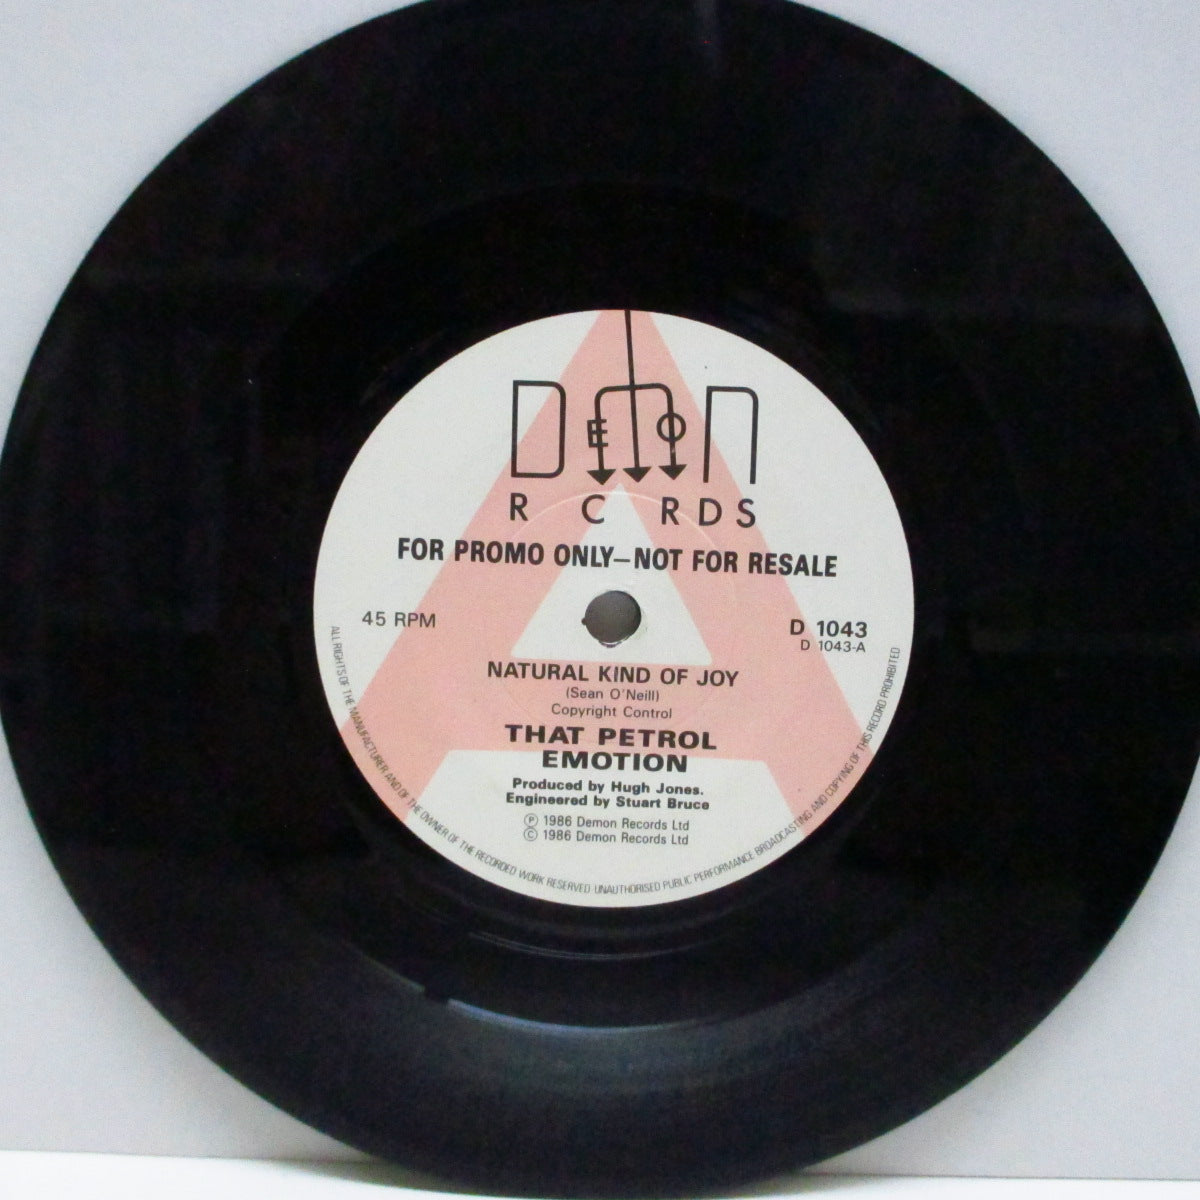 DEMON
RECORDS
FOR PROMO ONLY—NOT FOR RESALE
45 RPM
D 1043
D 1043-A
NATURAL KIND OF JOY
(Sean O'Neill)
Copyright Control
THAT PETROL
EMOTION
Produced by Hugh Jones.
Engineered by Stuart Bruce
Ⓟ 1986 Demon Records Ltd
© 1986 Demon Records Ltd
ALL RIGHTS OF THE MANUFACTURER AND OF THE OWNER OF THE RECORDED WORK RESERVED UNAUTHORISED PUBLIC PERFORMANCE BROADCASTING AND COPYING OF THIS RECORD PROHIBITED